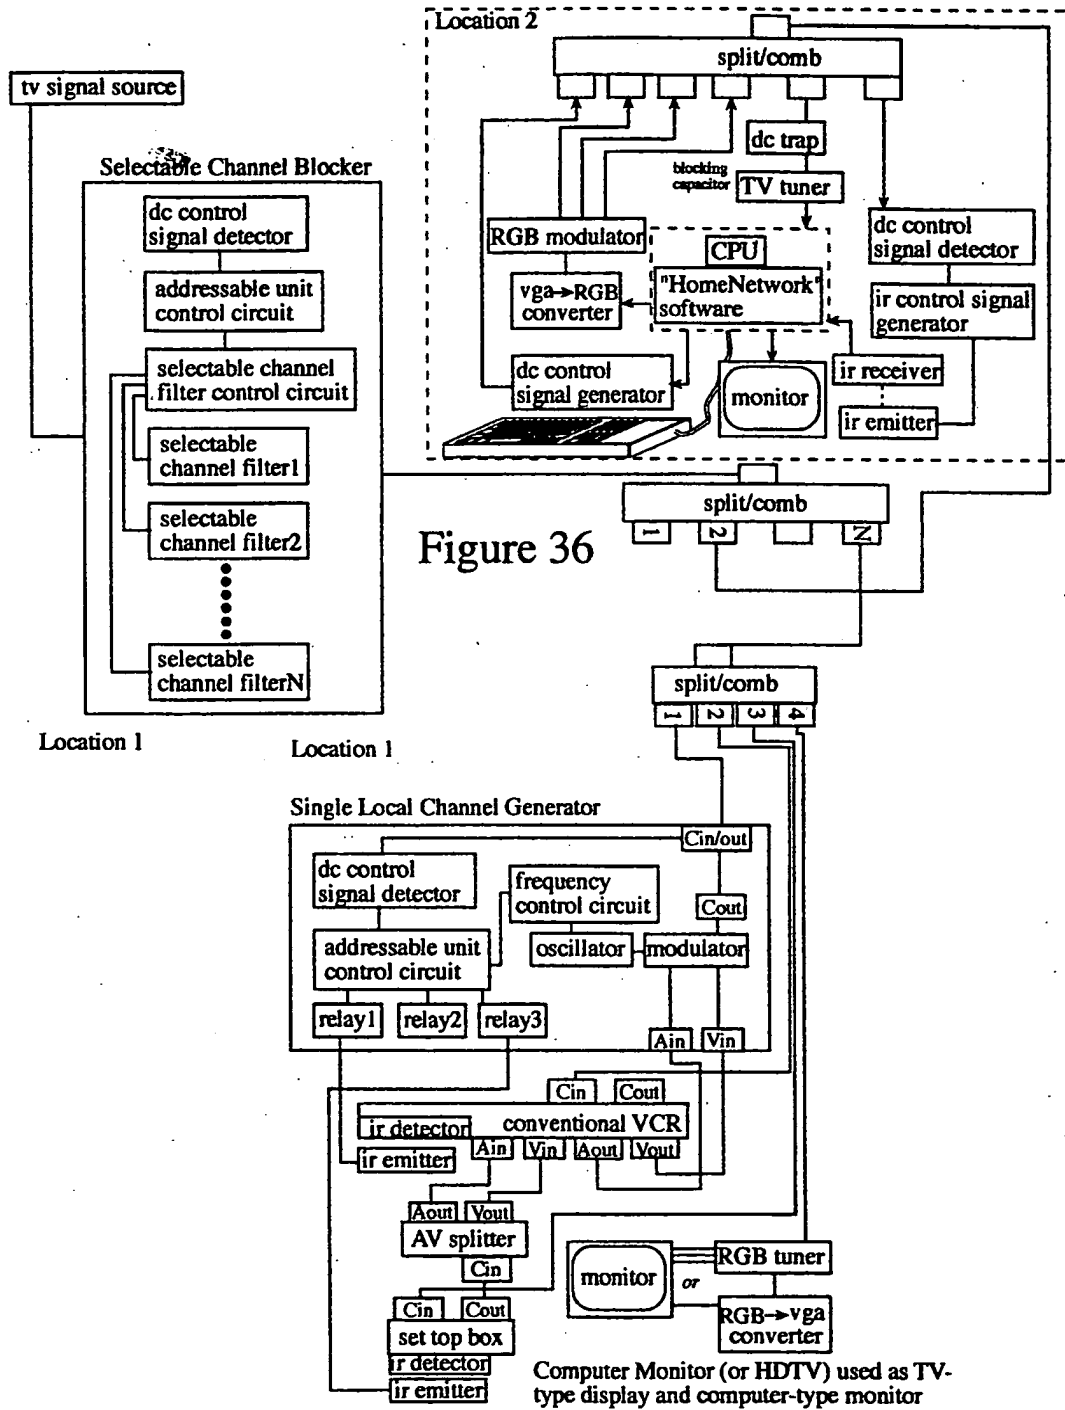 Location 2
split/comb
tv signal source
dc trap
blocking
capacitor
TV tuner
Selectable Channel Blocker
dc control
signal detector
RGB modulator
CPU
dc control
signal detector
addressable unit
control circuit
vga→RGB
converter
"HomeNetwork"
software
ir control signal
generator
selectable channel
filter control circuit
dc control
signal generator
monitor
ir receiver
ir emitter
selectable
channel filter1
split/comb
1
2
N
selectable
channel filter2
Figure 36
selectable
channel filterN
split/comb
1
2
3
4
Location 1
Location 1
Single Local Channel Generator
Cin/out
dc control
signal detector
frequency
control circuit
Cout
addressable unit
control circuit
oscillator
modulator
relay1
relay2
relay3
Ain
Vin
Cin
Cout
ir detector
conventional VCR
ir emitter
Ain
Vin
Aout
Vout
Aout
Vout
AV splitter
Cin
monitor
or
RGB tuner
Cin
Cout
RGB→vga
converter
set top box
ir detector
ir emitter
Computer Monitor (or HDTV) used as TV-
type display and computer-type monitor